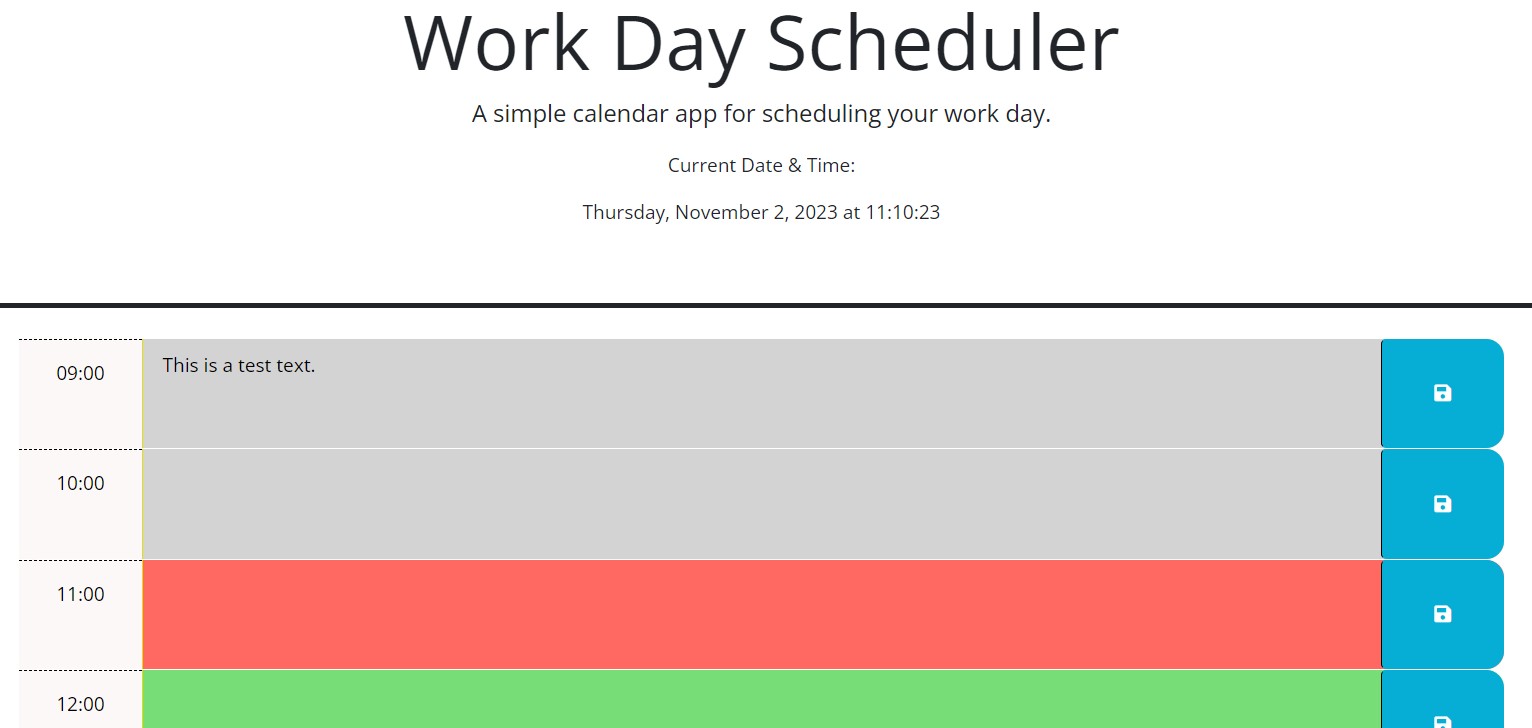 Work Day Scheduler
A simple calendar app for scheduling your work day.
Current Date & Time:
Thursday, November 2, 2023 at 11:10:23
09:00
This is a test text.
10:00
11:00
12:00